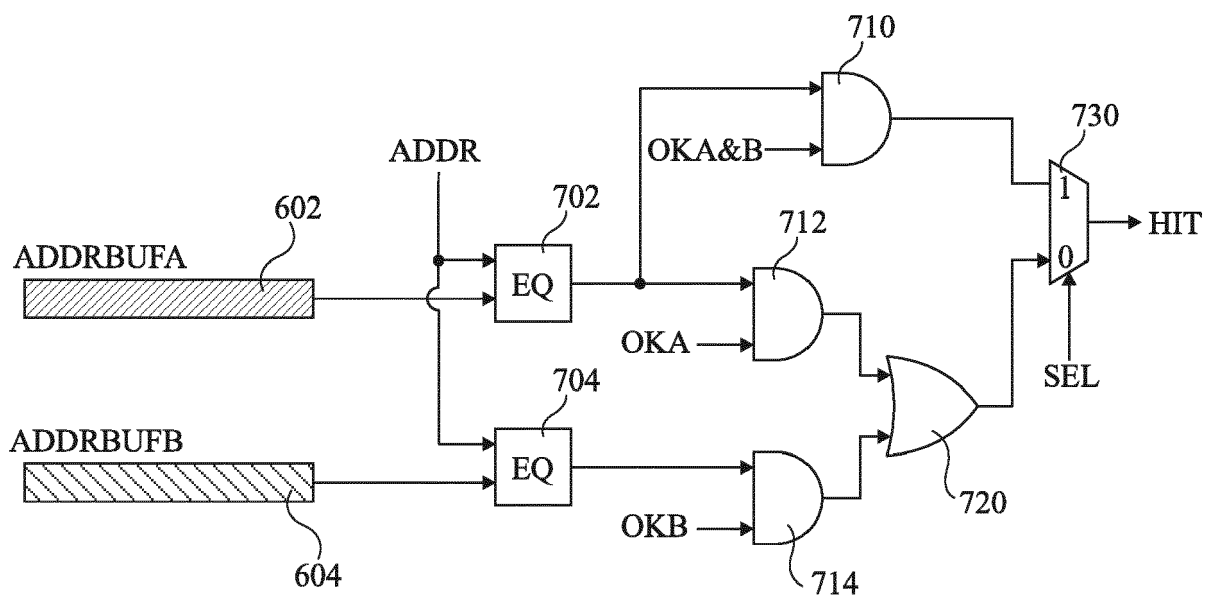 710
730
ADDR
OKA&B
702
1
602
712
HIT
ADDRBUFA
EQ
0
OKA
SEL
704
ADDRBUFB
EQ
720
OKB
604
714